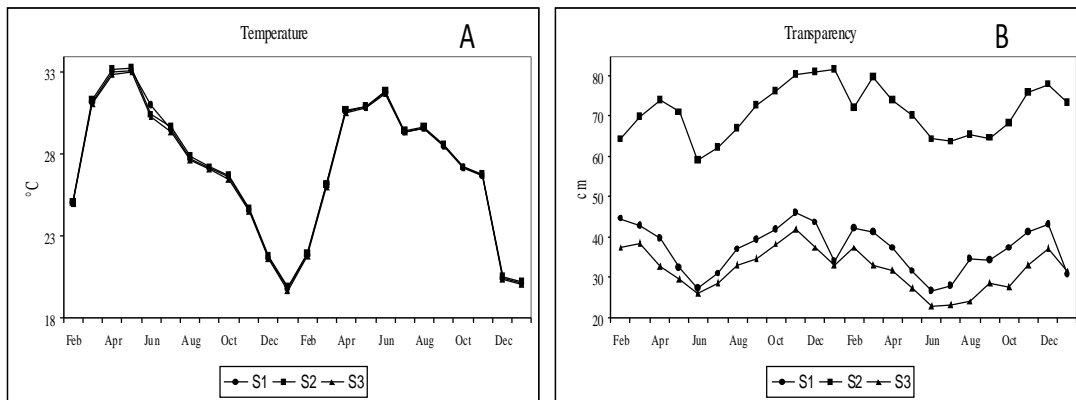 Temperature A
33
28
23
18
°C
Feb Apr Jun Aug Oct Dec Feb Apr Jun Aug Oct Dec
S1 S2 S3
Transparency B
80
70
60
50
40
30
20
cm
Feb Apr Jun Aug Oct Dec Feb Apr Jun Aug Oct Dec
S1 S2 S3